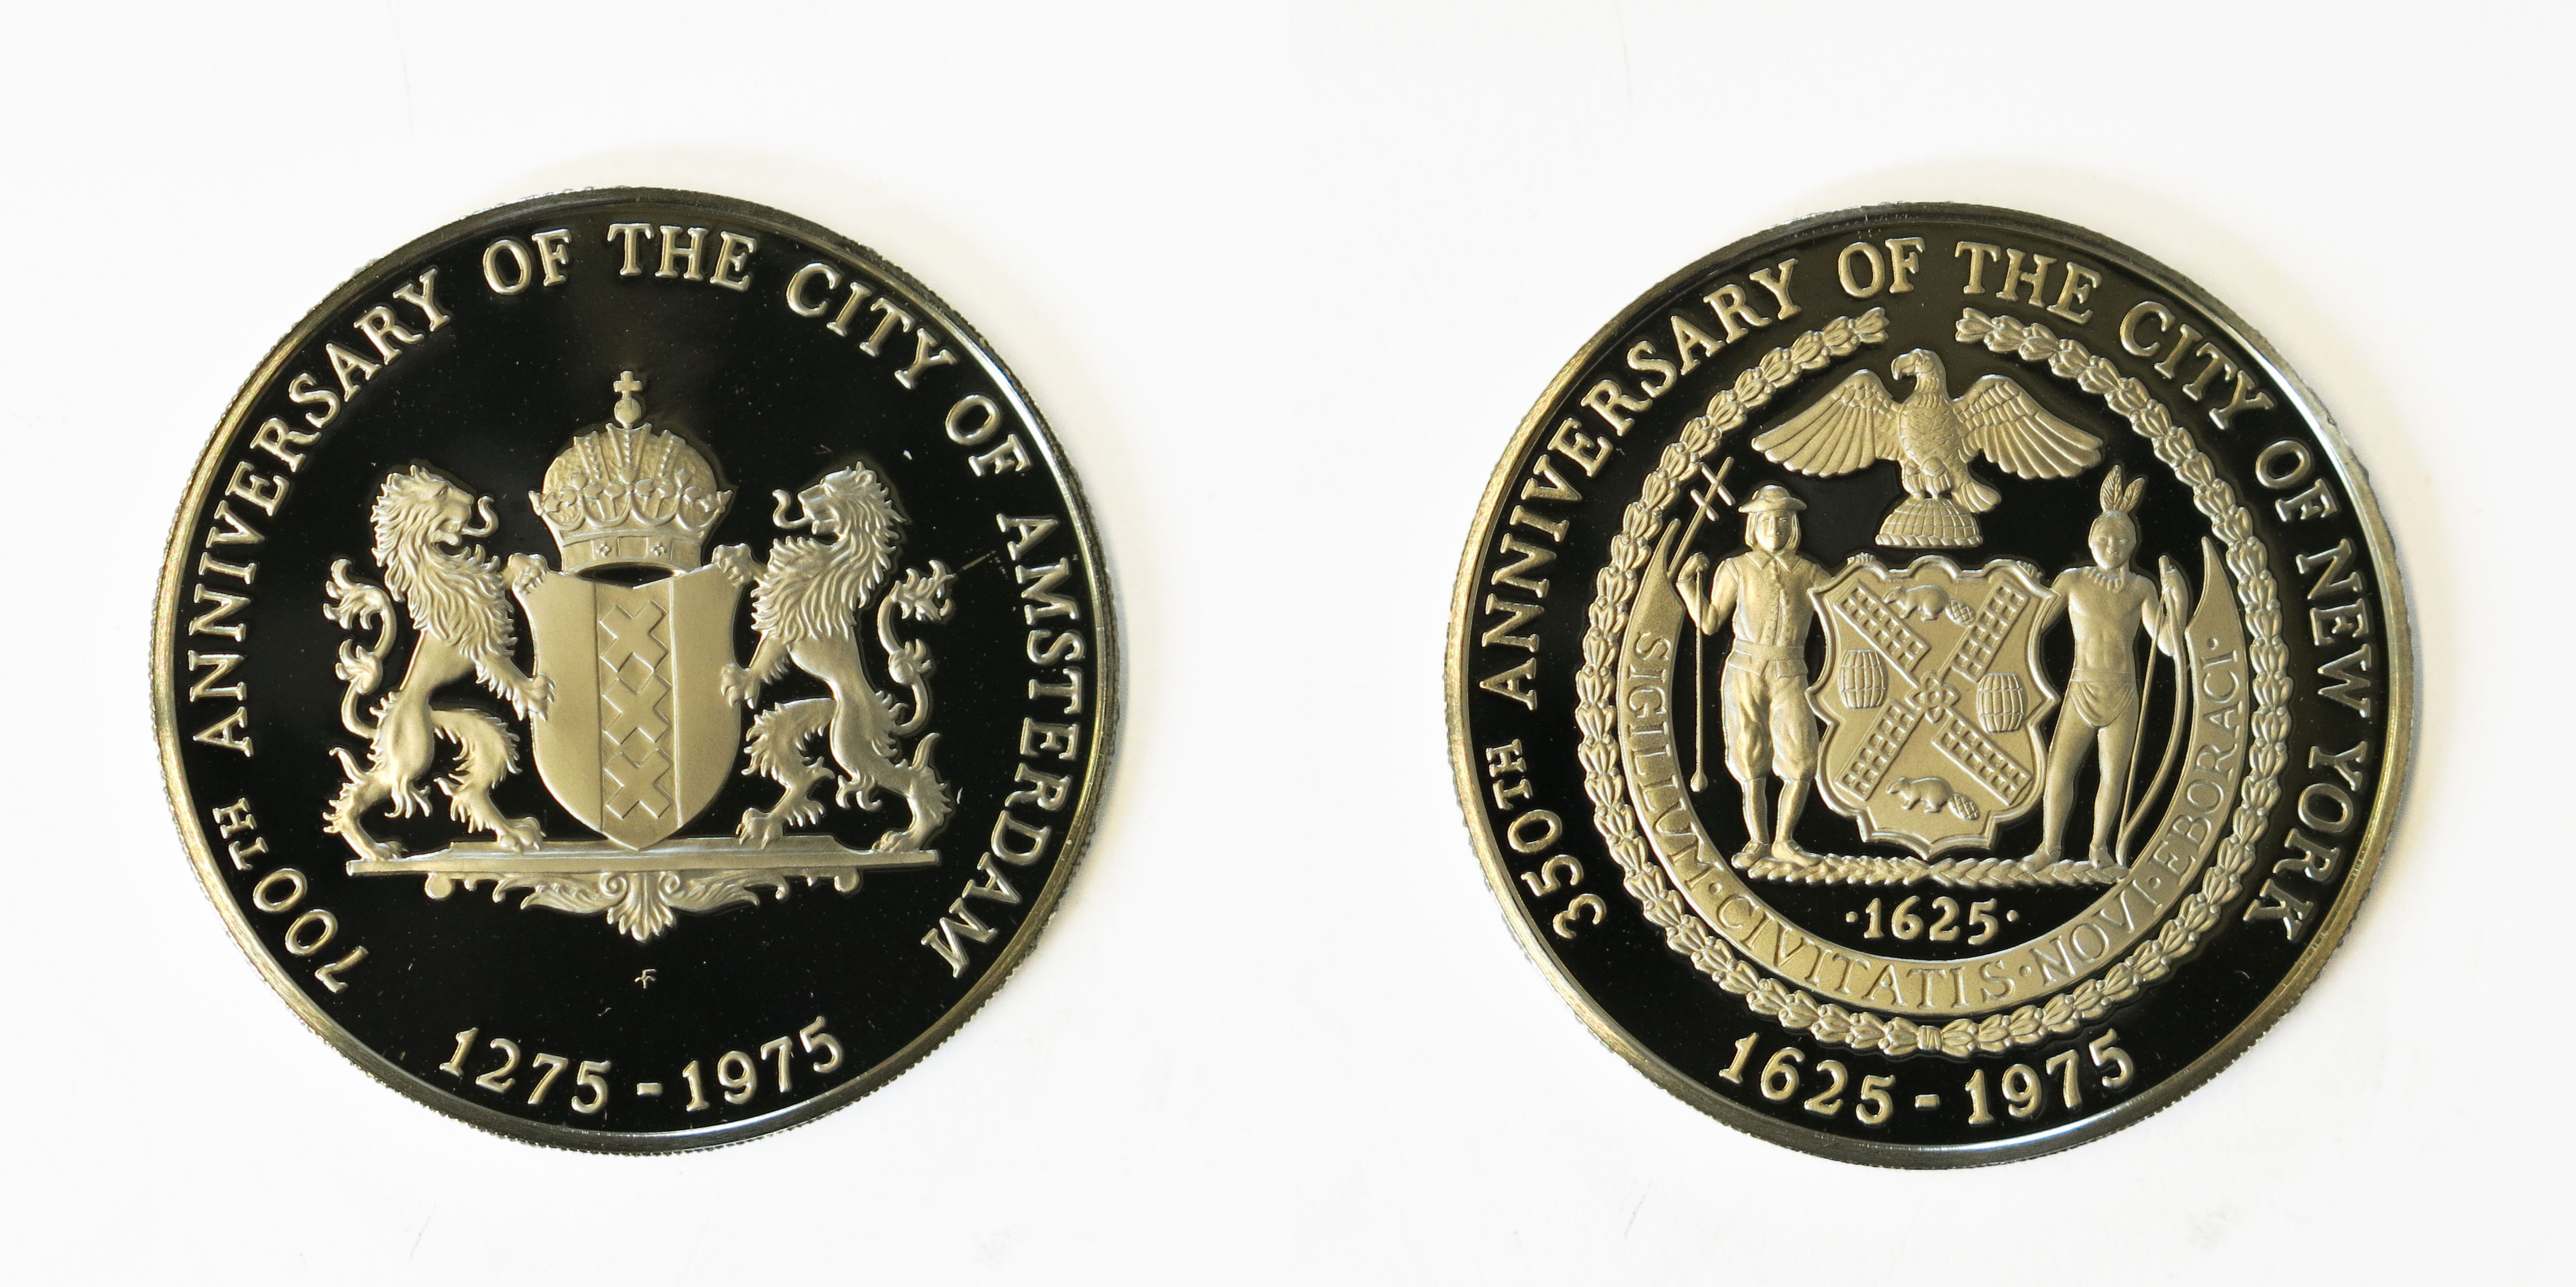 700TH ANNIVERSARY OF THE CITY OF AMSTERDAM
1275 - 1975
350TH ANNIVERSARY OF THE CITY OF NEW YORK
·1625·
SIGILLUM·CIVITATIS·NOVI·EBORACI·
1625 - 1975